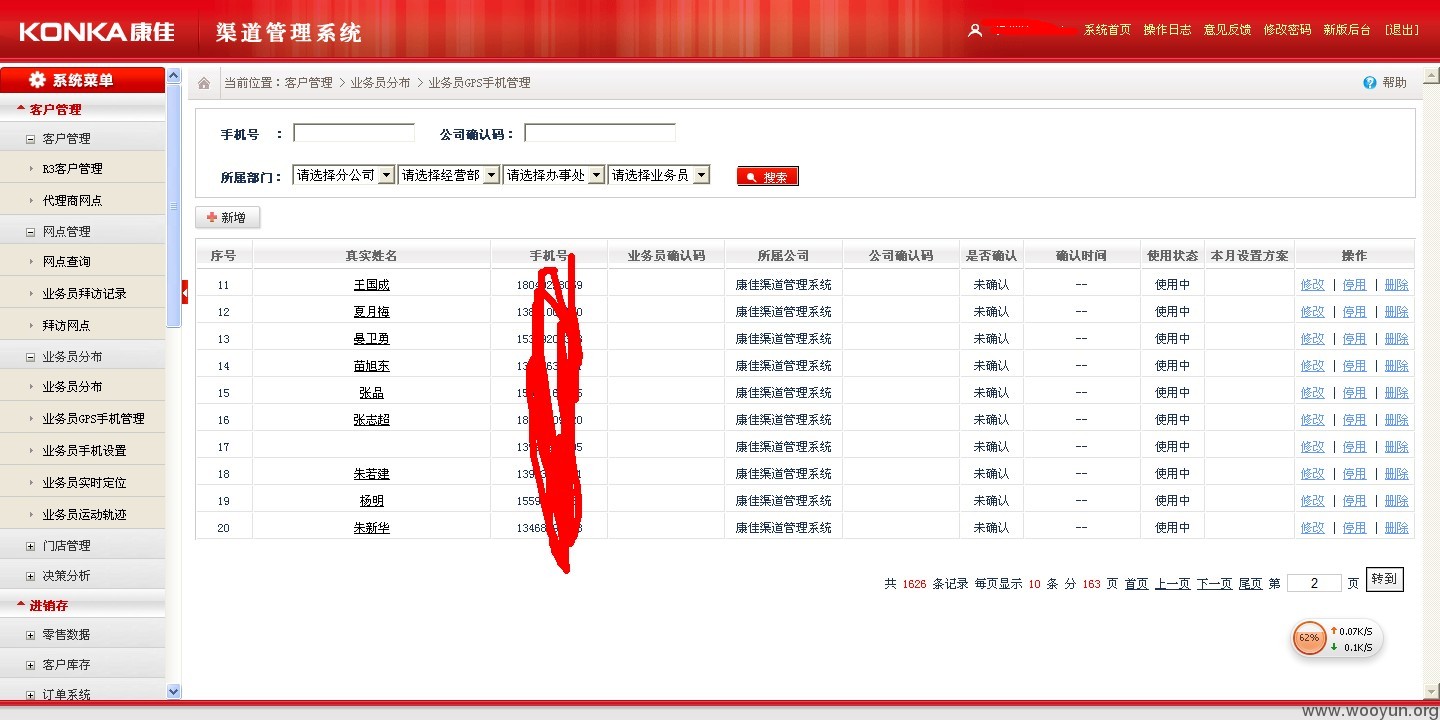 KONKA康佳 渠道管理系统
系统首页 操作日志 意见反馈 修改密码 新版后台 [退出]
系统菜单
客户管理
客户管理
R3客户管理
代理商网点
网点管理
网点查询
业务员拜访记录
拜访网点
业务员分布
业务员分布
业务员GPS手机管理
业务员手机设置
业务员实时定位
业务员运动轨迹
门店管理
决策分析
进销存
零售数据
客户库存
订单系统
当前位置：客户管理 > 业务员分布 > 业务员GPS手机管理
帮助
手机号 ： 公司确认码：
所属部门： 请选择分公司 请选择经营部 请选择办事处 请选择业务员 搜索
新增
序号 真实姓名 手机号 业务员确认码 所属公司 公司确认码 是否确认 确认时间 使用状态 本月设置方案 操作
11 王国成 康佳渠道管理系统 未确认 -- 使用中 修改 | 停用 | 删除
12 夏月梅 康佳渠道管理系统 未确认 -- 使用中 修改 | 停用 | 删除
13 晏卫勇 康佳渠道管理系统 未确认 -- 使用中 修改 | 停用 | 删除
14 苗旭东 康佳渠道管理系统 未确认 -- 使用中 修改 | 停用 | 删除
15 张品 康佳渠道管理系统 未确认 -- 使用中 修改 | 停用 | 删除
16 张志超 康佳渠道管理系统 未确认 -- 使用中 修改 | 停用 | 删除
17 康佳渠道管理系统 未确认 -- 使用中 修改 | 停用 | 删除
18 朱若建 康佳渠道管理系统 未确认 -- 使用中 修改 | 停用 | 删除
19 杨明 康佳渠道管理系统 未确认 -- 使用中 修改 | 停用 | 删除
20 朱新华 康佳渠道管理系统 未确认 -- 使用中 修改 | 停用 | 删除
共 1626 条记录 每页显示 10 条 分 163 页 首页 上一页 下一页 尾页 第 2 页 转到
62% 0.07K/S
0.1K/S
www.wooyun.org